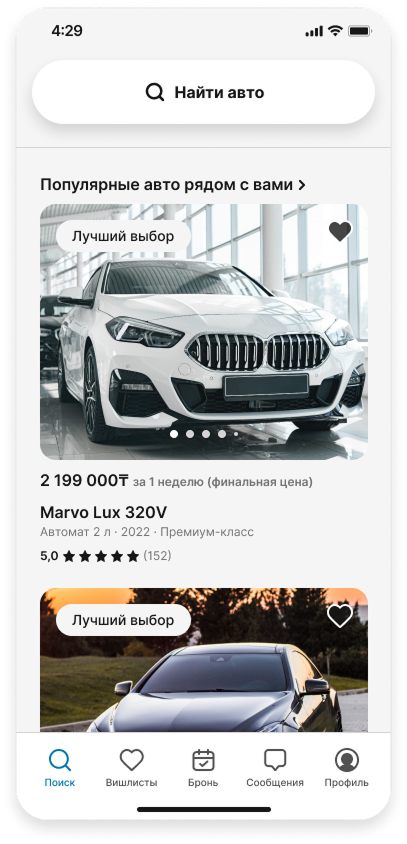 4:29
Найти авто
Популярные авто рядом с вами
Лучший выбор
2 199 000₸ за 1 неделю (финальная цена)
Marvo Lux 320V
Автомат 2 л · 2022 · Премиум-класс
5,0 ★★★★★ (152)
Лучший выбор
Поиск Вишлисты Бронь Сообщения Профиль